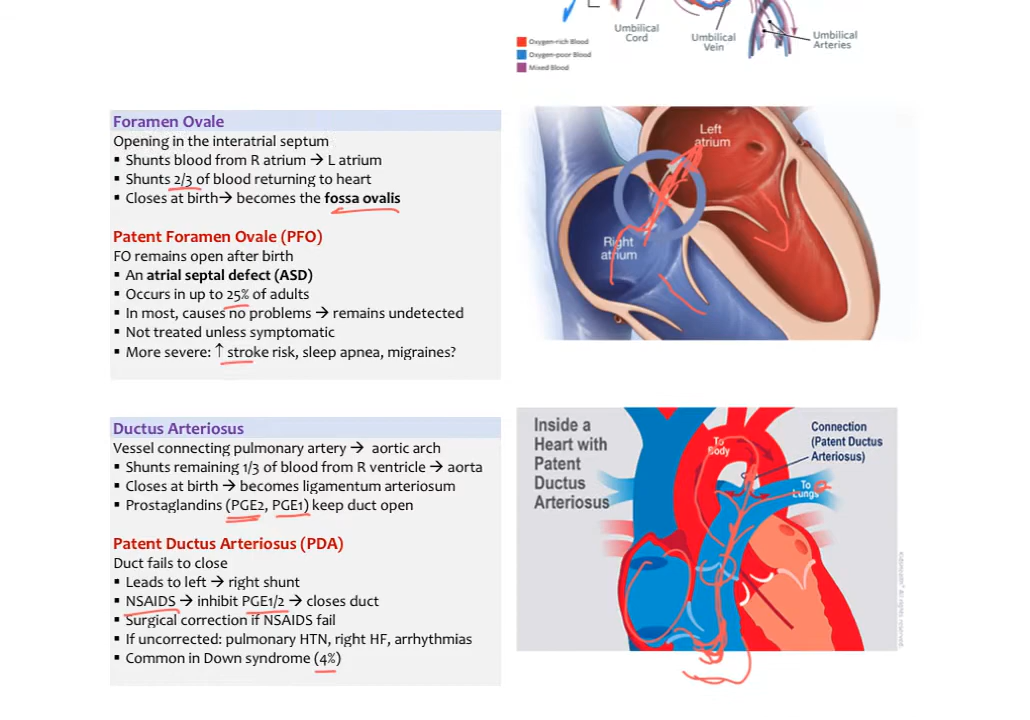 Umbilical
Cord
Umbilical
Vein
Umbilical
Arteries
Oxygen-rich Blood
Oxygen-poor Blood
Mixed Blood
Foramen Ovale
Opening in the interatrial septum
▪ Shunts blood from R atrium → L atrium
▪ Shunts 2/3 of blood returning to heart
▪ Closes at birth→ becomes the fossa ovalis
Patent Foramen Ovale (PFO)
FO remains open after birth
▪ An atrial septal defect (ASD)
▪ Occurs in up to 25% of adults
▪ In most, causes no problems → remains undetected
▪ Not treated unless symptomatic
▪ More severe: ↑ stroke risk, sleep apnea, migraines?
Left
atrium
Right
atrium
Ductus Arteriosus
Vessel connecting pulmonary artery → aortic arch
▪ Shunts remaining 1/3 of blood from R ventricle → aorta
▪ Closes at birth → becomes ligamentum arteriosum
▪ Prostaglandins (PGE2, PGE1) keep duct open
Patent Ductus Arteriosus (PDA)
Duct fails to close
▪ Leads to left → right shunt
▪ NSAIDS → inhibit PGE1/2 → closes duct
▪ Surgical correction if NSAIDS fail
▪ If uncorrected: pulmonary HTN, right HF, arrhythmias
▪ Common in Down syndrome (4%)
Inside a
Heart with
Patent
Ductus
Arteriosus
To
Body
Connection
(Patent Ductus
Arteriosus)
To
Lungs